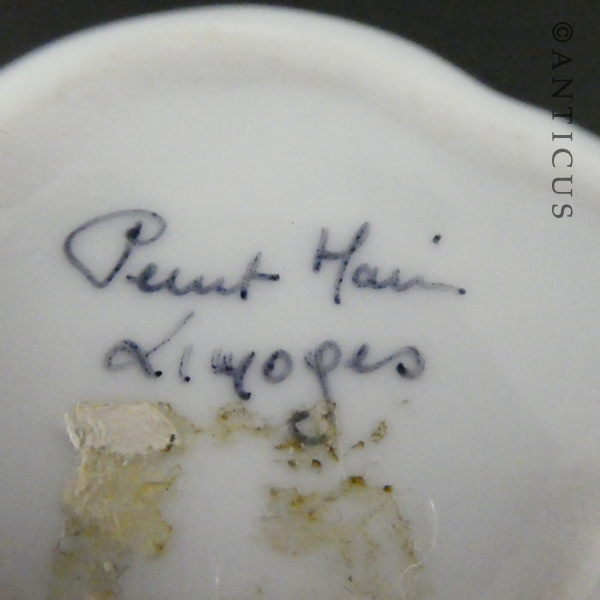 Peint Main
Limoges
C
© ANTICUS